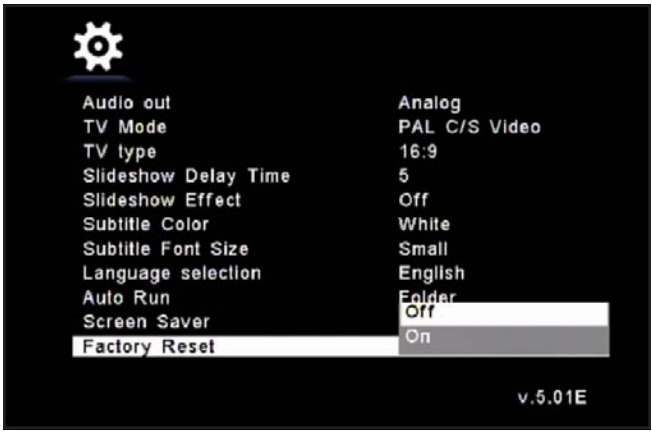 Audio out Analog
TV Mode PAL C/S Video
TV type 16:9
Slideshow Delay Time 5
Slideshow Effect Off
Subtitle Color White
Subtitle Font Size Small
Language selection English
Auto Run Folder
Screen Saver Off
Factory Reset On
v.5.01E